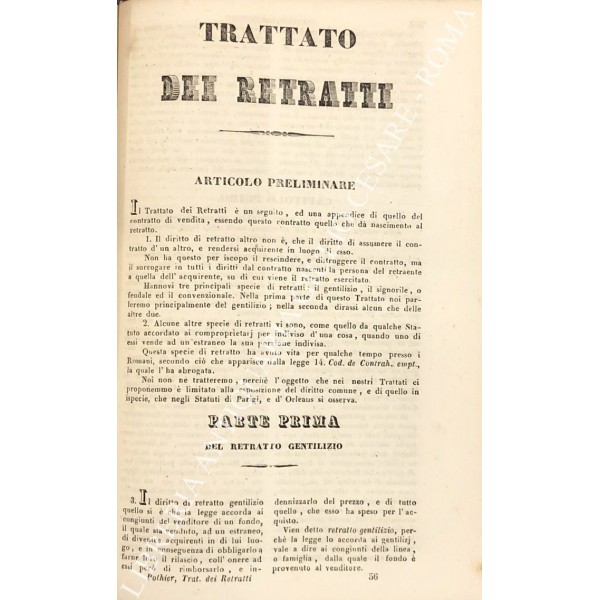 TRATTATO
DEI RETRATTI
ARTICOLO PRELIMINARE
Il Trattato dei Retratti è un seguito, ed una appendice di quello del
contratto di vendita, essendo questo contratto quello che dà nascimento al
retratto.
1. Il diritto di retratto altro non è, che il diritto di assumere il con-
tratto d'un altro, e rendersi acquirente in luogo di esso.
Non ha questo per iscopo il rescindere, e distruggere il contratto, ma
il surrogare in tutti i diritti dal contratto nascenti la persona del retraente
a quella dell'acquirente, su di cui viene il retratto esercitato.
Hannovi tre principali specie di retratti; il gentilizio, il signorile, o
feudale ed il convenzionale. Nella prima parte di questo Trattato noi par-
leremo principalmente del gentilizio; nella seconda dirassi alcun che delle
altre due.
2. Alcune altre specie di retratti vi sono, come quello da qualche Sta-
tuto accordato ai comproprietarj per indiviso d'una cosa, quando uno di
essi vende ad un'estraneo la sua porzione indivisa.
Questa specie di retratto ha avuto vita per qualche tempo presso i
Romani, secondo ciò che apparisce dalla legge 14. Cod. de Contrah. empt.,
la quale l'ha abrogata.
Noi non ne tratteremo, perchè l'oggetto che nei nostri Trattati ci
proponemmo è limitato alla esposizione del diritto comune, e di quello in
ispecie, che negli Statuti di Parigi, e d'Orleans si osserva.
PARTE PRIMA
DEL RETRATTO GENTILIZIO
3. Il diritto di retratto gentilizio
quello si è che la legge accorda ai
congiunti del venditore di un fondo,
il quale sia venduto, ad un estraneo,
di divenire acquirenti in di lui luo-
go, e in conseguenza di obbligarlo a
farne loro il rilascio, coll'onere ad
essi però di rimborsarlo, e in-
Pothier, Trat. dei Retratti
dennizzarlo del prezzo, e di tutto
quello, che esso ha speso per l'ac-
quisto.
Vien detto retratto gentilizio, per-
chè la legge lo accorda ai gentilizj,
vale a dire ai congiunti della linea,
o famiglia, dalla quale il fondo è
provenuto al venditore.
56